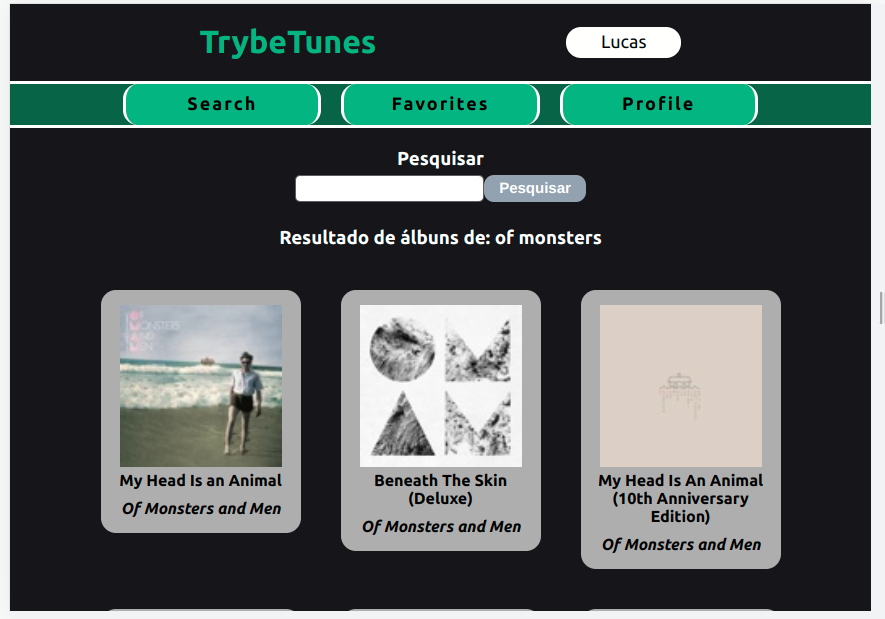 TrybeTunes
Lucas
Search
Favorites
Profile
Pesquisar
Pesquisar
Resultado de álbuns de: of monsters
OF
MONSTERS
AND
MEN
My Head Is an Animal
Of Monsters and Men
OM
AM
Beneath The Skin
(Deluxe)
Of Monsters and Men
My Head Is An Animal
(10th Anniversary
Edition)
Of Monsters and Men